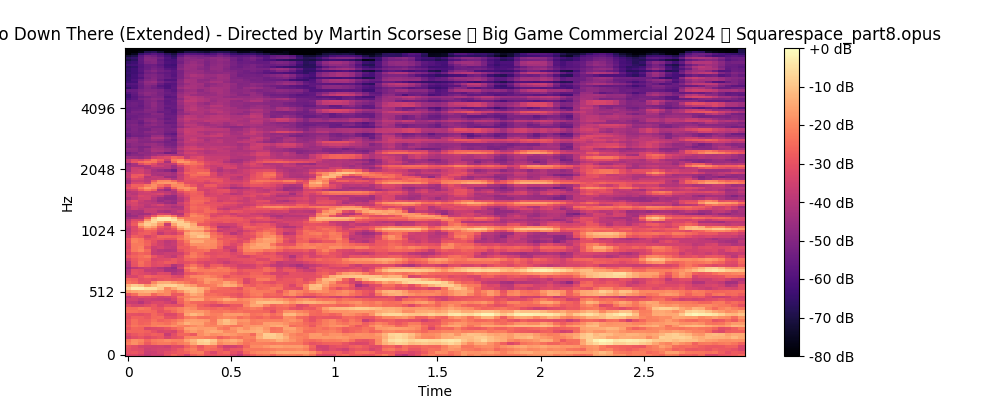 o Down There (Extended) - Directed by Martin Scorsese  Big Game Commercial 2024  Squarespace_part8.opus
+0 dB
-10 dB
-20 dB
-30 dB
-40 dB
-50 dB
-60 dB
-70 dB
-80 dB
4096
2048
1024
512
0
Hz
0
0.5
1
1.5
2
2.5
Time